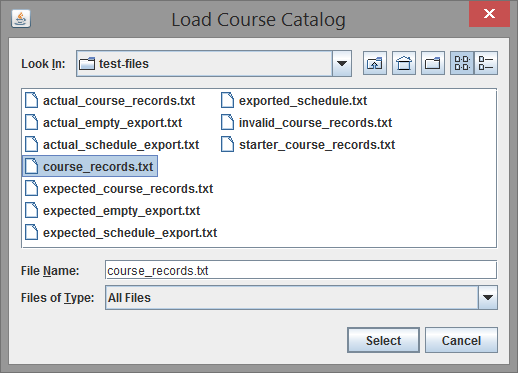 Load Course Catalog
Look In: test-files
actual_course_records.txt
actual_empty_export.txt
actual_schedule_export.txt
course_records.txt
expected_course_records.txt
expected_empty_export.txt
expected_schedule_export.txt
exported_schedule.txt
invalid_course_records.txt
starter_course_records.txt
File Name: course_records.txt
Files of Type: All Files
Select Cancel